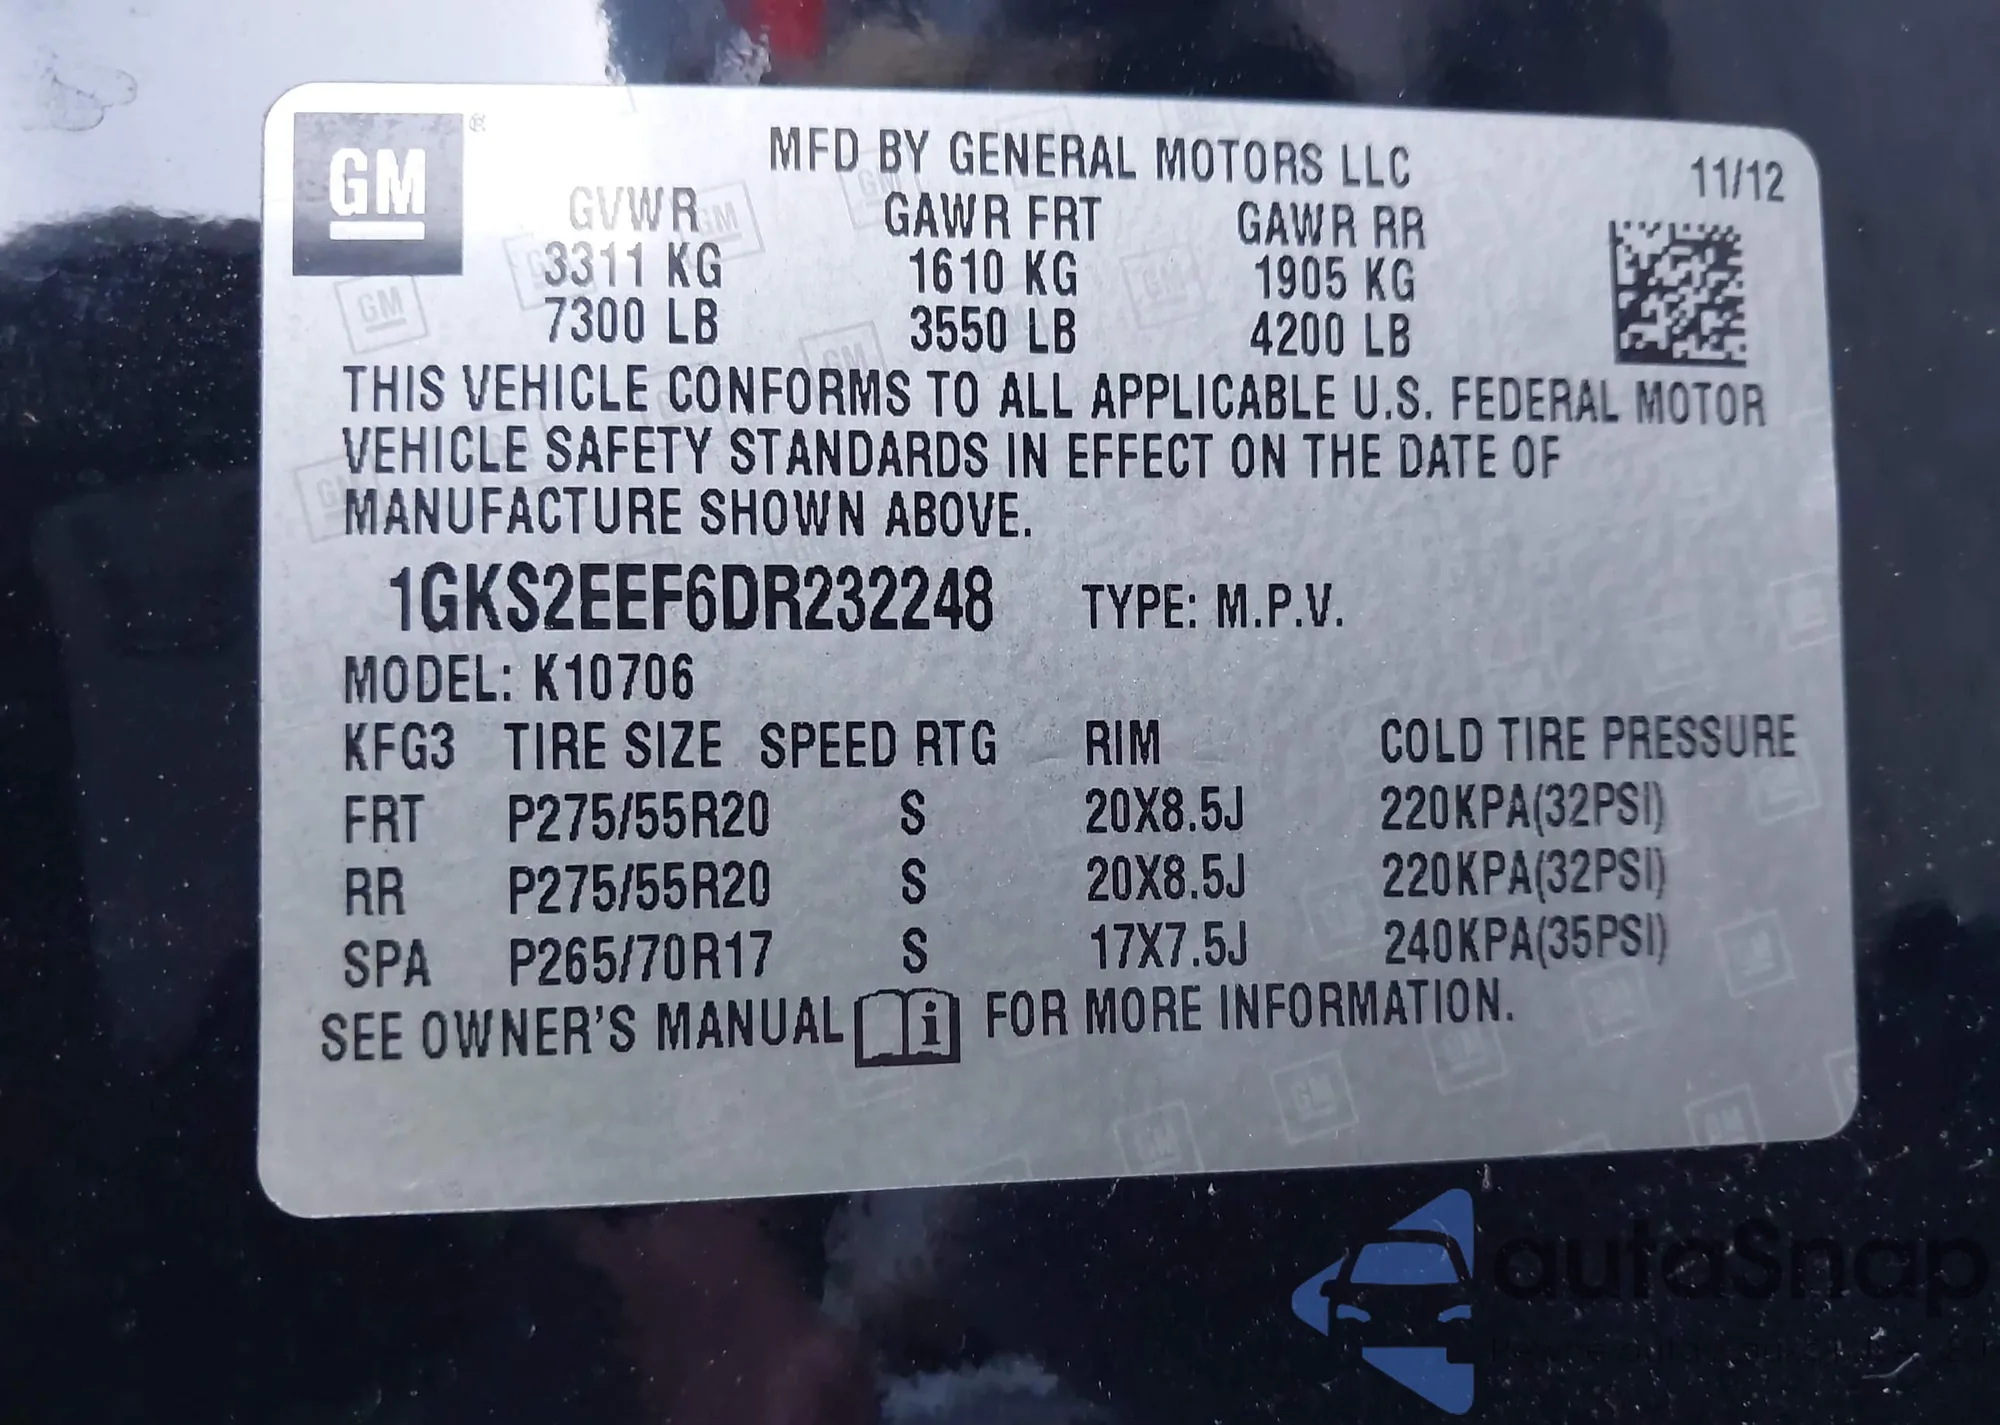 GM
MFD BY GENERAL MOTORS LLC
11/12
GVWR GAWR FRT GAWR RR
3311 KG 1610 KG 1905 KG
7300 LB 3550 LB 4200 LB
THIS VEHICLE CONFORMS TO ALL APPLICABLE U.S. FEDERAL MOTOR
VEHICLE SAFETY STANDARDS IN EFFECT ON THE DATE OF
MANUFACTURE SHOWN ABOVE.
1GKS2EEF6DR232248 TYPE: M.P.V.
MODEL: K10706
KFG3 TIRE SIZE SPEED RTG RIM COLD TIRE PRESSURE
FRT P275/55R20 S 20X8.5J 220KPA(32PSI)
RR P275/55R20 S 20X8.5J 220KPA(32PSI)
SPA P265/70R17 S 17X7.5J 240KPA(35PSI)
SEE OWNER'S MANUAL i FOR MORE INFORMATION.
autaSnap